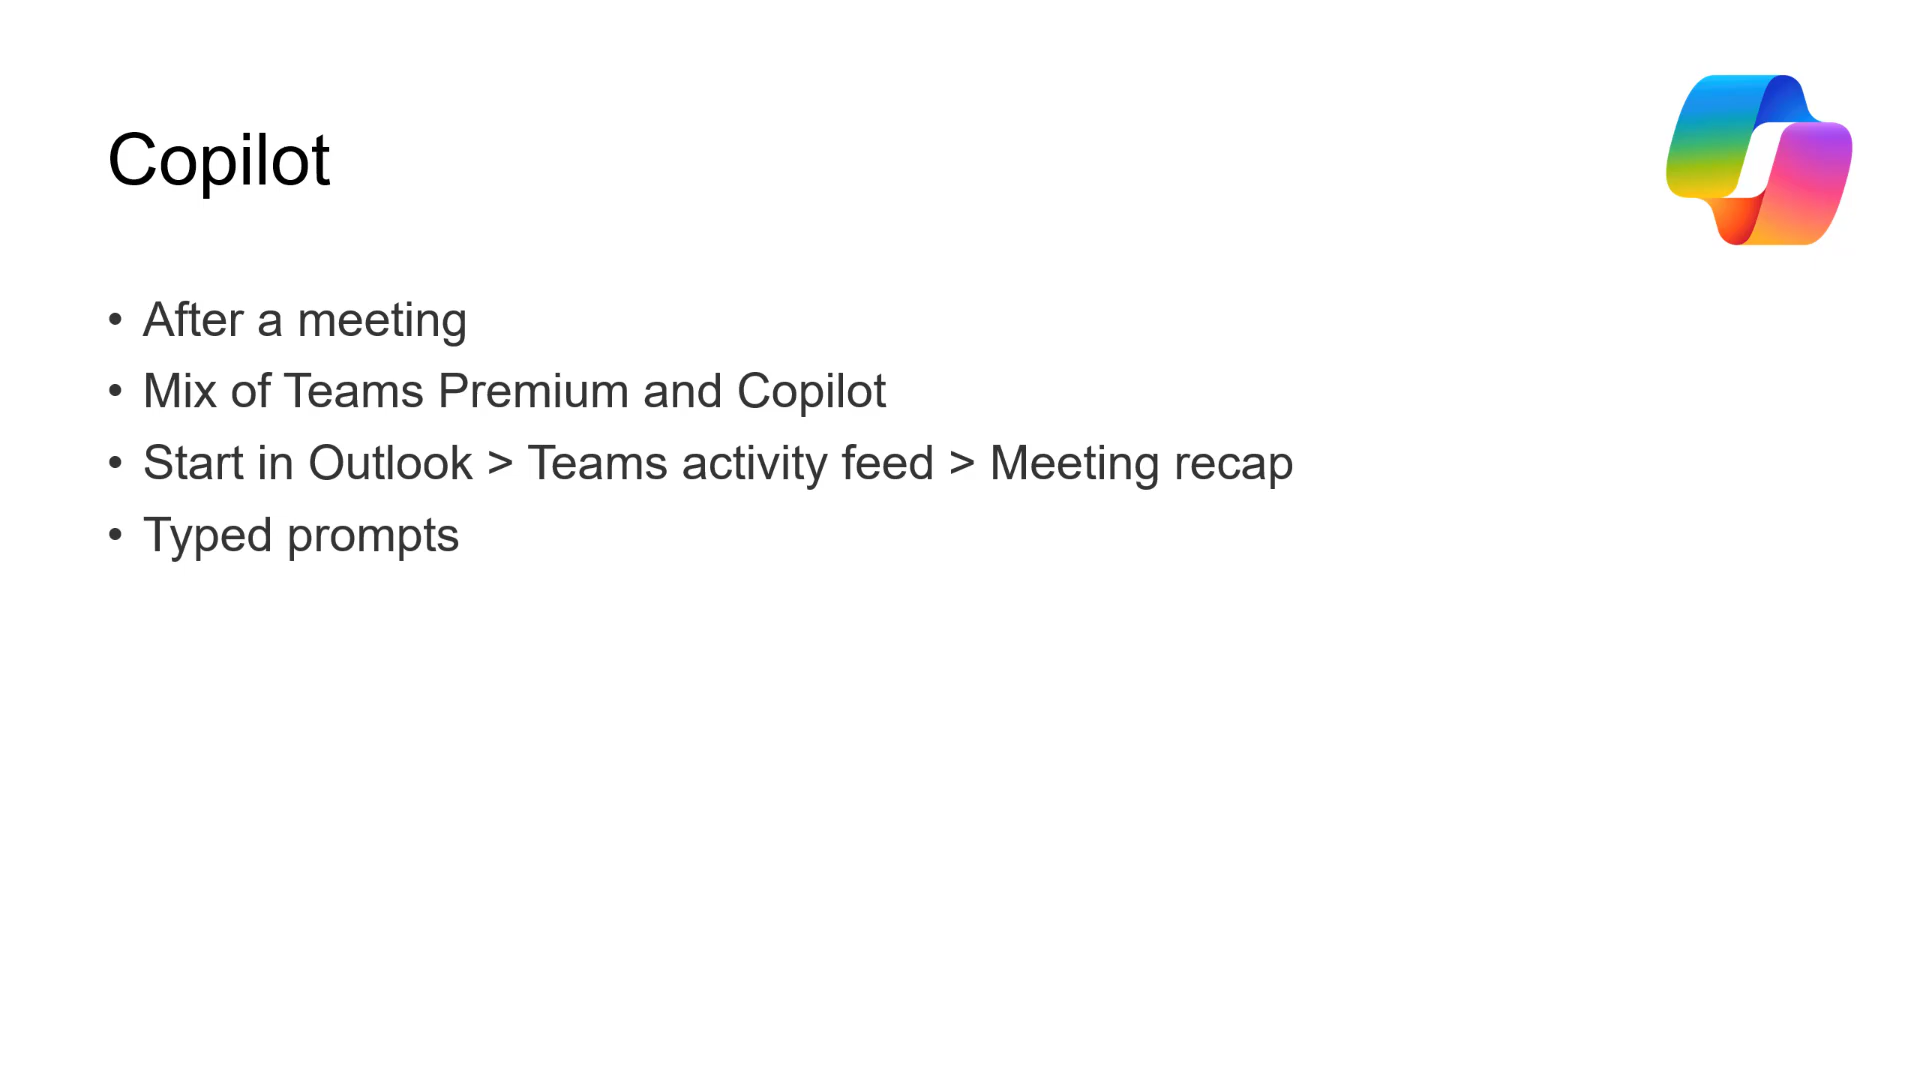 Copilot
• After a meeting
• Mix of Teams Premium and Copilot
• Start in Outlook > Teams activity feed > Meeting recap
• Typed prompts